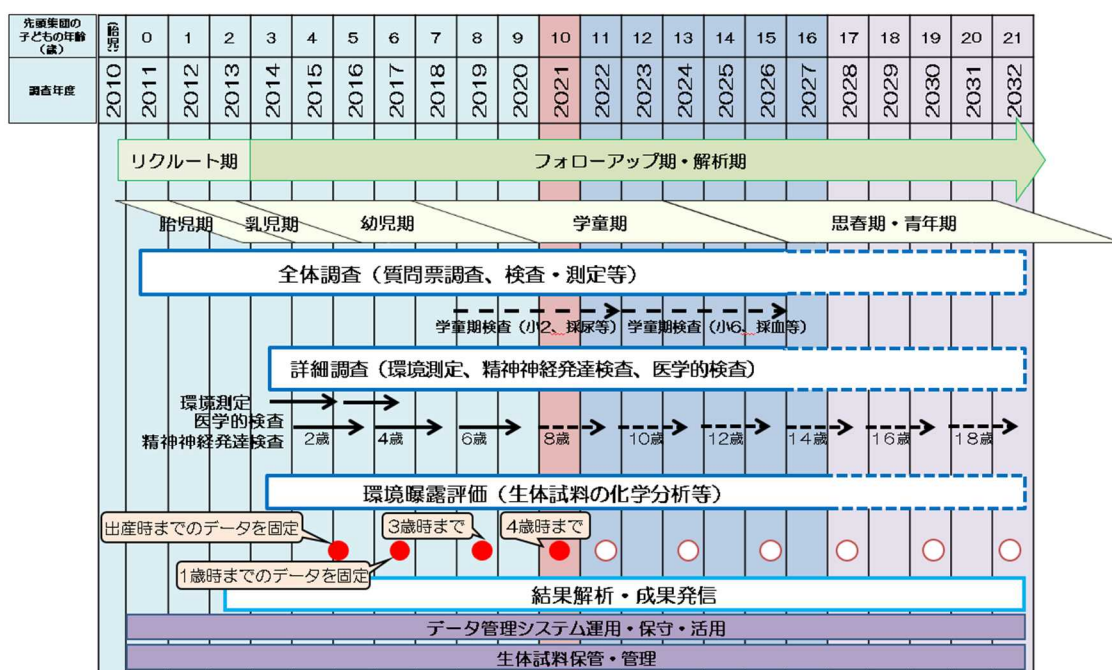 先頭集団の
子どもの年齢
（歳）
胎児 0 1 2 3 4 5 6 7 8 9 10 11 12 13 14 15 16 17 18 19 20 21
調査年度
2010 2011 2012 2013 2014 2015 2016 2017 2018 2019 2020 2021 2022 2023 2024 2025 2026 2027 2028 2029 2030 2031 2032
リクルート期 フォローアップ期・解析期
胎児期 乳児期 幼児期 学童期 思春期・青年期
全体調査（質問票調査、検査・測定等）
学童期検査（小2、採尿等） 学童期検査（小6、採血等）
詳細調査（環境測定、精神神経発達検査、医学的検査）
環境測定
医学的検査
精神神経発達検査 2歳 4歳 6歳 8歳 10歳 12歳 14歳 16歳 18歳
環境曝露評価（生体試料の化学分析等）
出産時までのデータを固定 3歳時まで 4歳時まで
1歳時までのデータを固定
結果解析・成果発信
データ管理システム運用・保守・活用
生体試料保管・管理